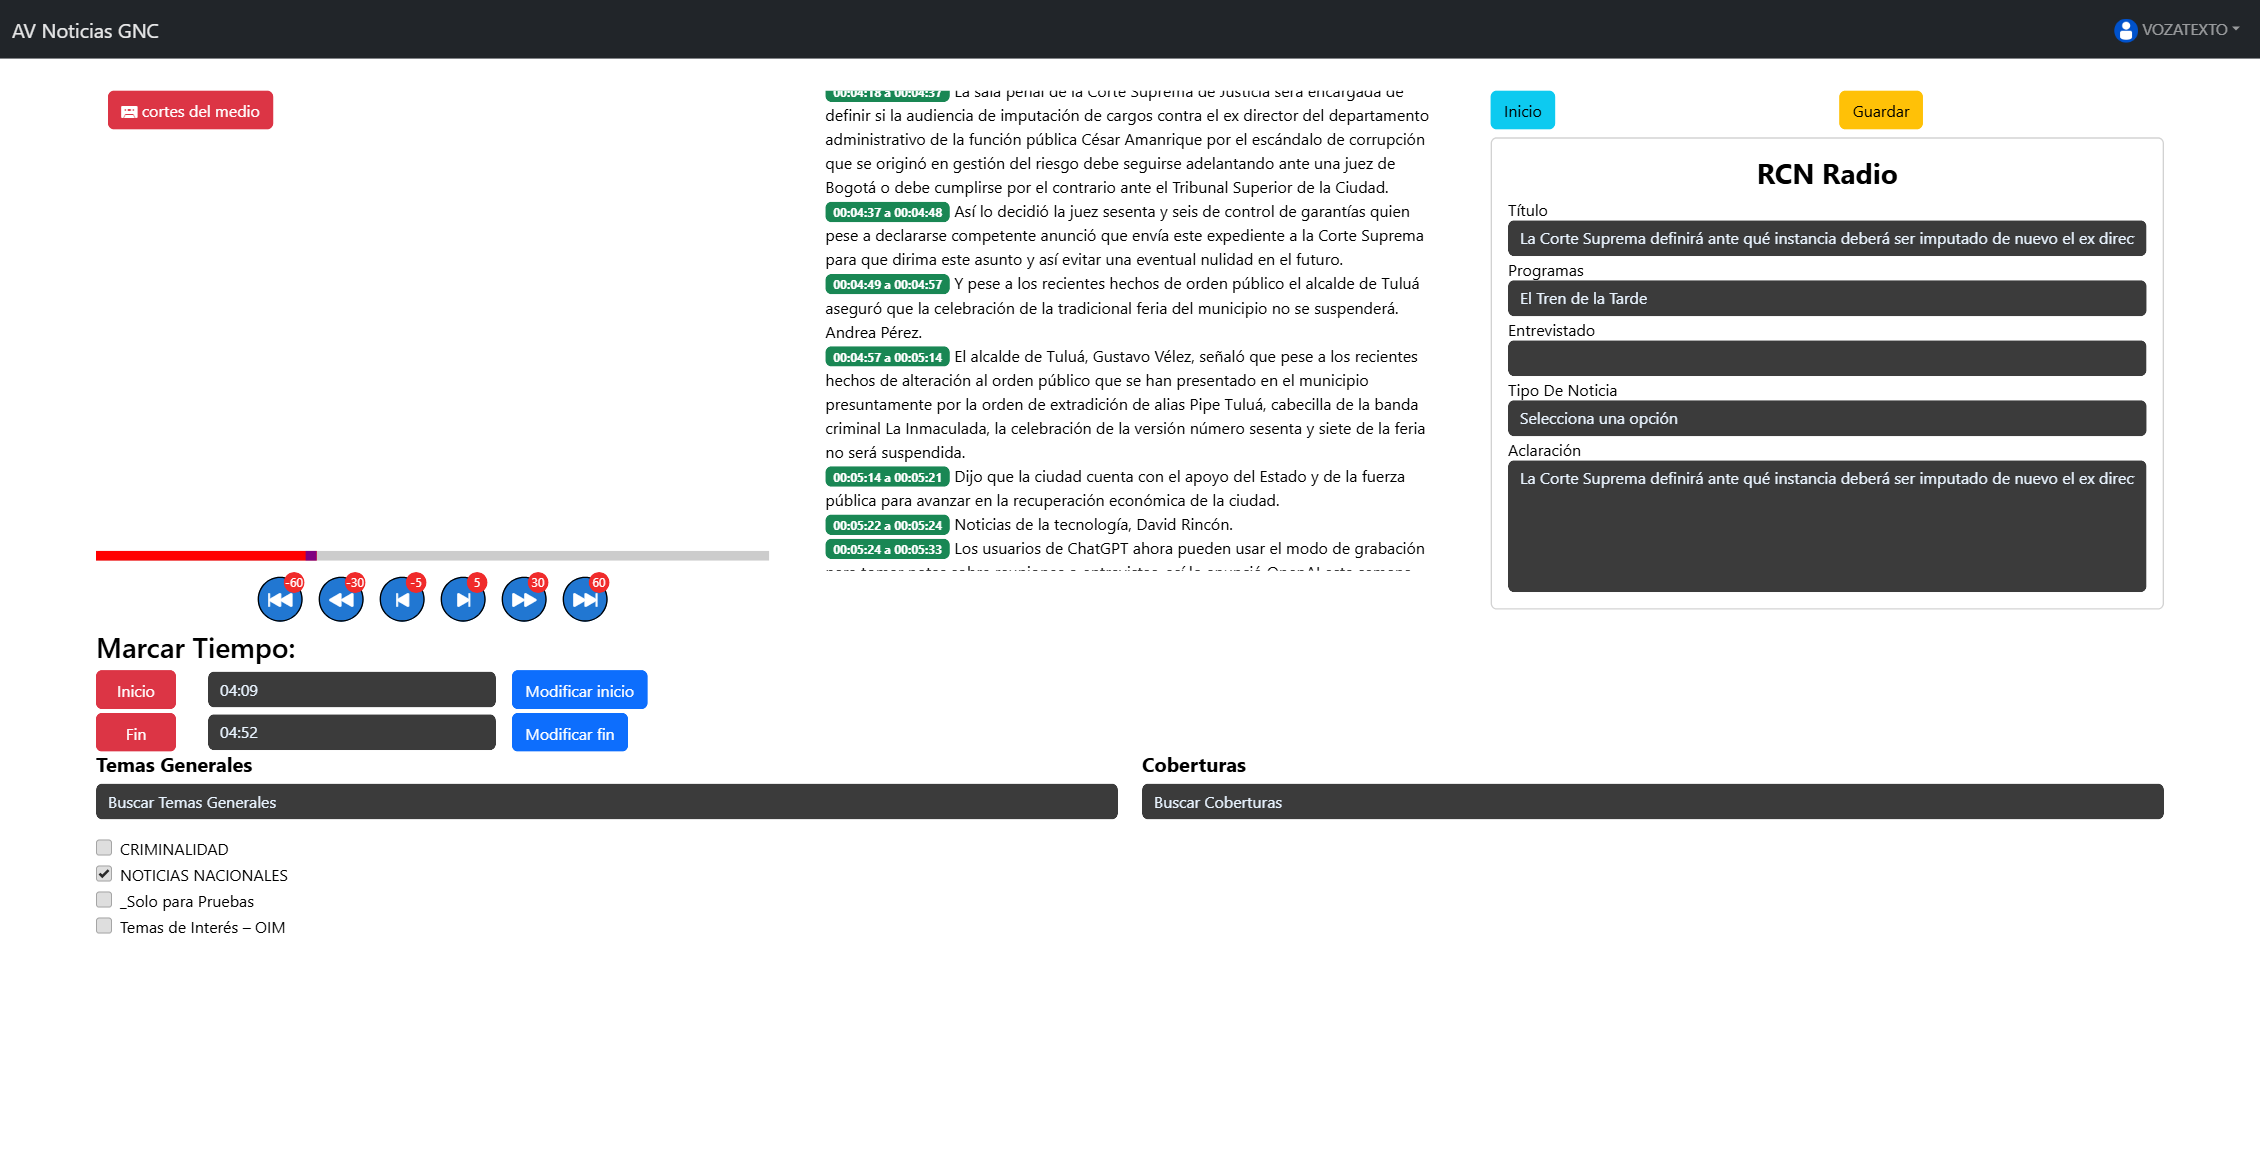 AV Noticias GNC
VOZATEXTO
cortes del medio
00:04:18 a 00:04:37 La sala penal de la Corte Suprema de Justicia será encargada de
definir si la audiencia de imputación de cargos contra el ex director del departamento
administrativo de la función pública César Amanrique por el escándalo de corrupción
que se originó en gestión del riesgo debe seguirse adelantando ante una juez de
Bogotá o debe cumplirse por el contrario ante el Tribunal Superior de la Ciudad.
00:04:37 a 00:04:48 Así lo decidió la juez sesenta y seis de control de garantías quien
pese a declararse competente anunció que envía este expediente a la Corte Suprema
para que dirima este asunto y así evitar una eventual nulidad en el futuro.
00:04:49 a 00:04:57 Y pese a los recientes hechos de orden público el alcalde de Tuluá
aseguró que la celebración de la tradicional feria del municipio no se suspenderá.
Andrea Pérez.
00:04:57 a 00:05:14 El alcalde de Tuluá, Gustavo Vélez, señaló que pese a los recientes
hechos de alteración al orden público que se han presentado en el municipio
presuntamente por la orden de extradición de alias Pipe Tuluá, cabecilla de la banda
criminal La Inmaculada, la celebración de la versión número sesenta y siete de la feria
no será suspendida.
00:05:14 a 00:05:21 Dijo que la ciudad cuenta con el apoyo del Estado y de la fuerza
pública para avanzar en la recuperación económica de la ciudad.
00:05:22 a 00:05:24 Noticias de la tecnología, David Rincón.
00:05:24 a 00:05:33 Los usuarios de ChatGPT ahora pueden usar el modo de grabación
Inicio
Guardar
RCN Radio
Título
La Corte Suprema definirá ante qué instancia deberá ser imputado de nuevo el ex direc
Programas
El Tren de la Tarde
Entrevistado
Tipo De Noticia
Selecciona una opción
Aclaración
La Corte Suprema definirá ante qué instancia deberá ser imputado de nuevo el ex direc
-60
-30
-5
5
30
60
Marcar Tiempo:
Inicio
04:09
Modificar inicio
Fin
04:52
Modificar fin
Temas Generales
Buscar Temas Generales
CRIMINALIDAD
NOTICIAS NACIONALES
_Solo para Pruebas
Temas de Interés – OIM
Coberturas
Buscar Coberturas